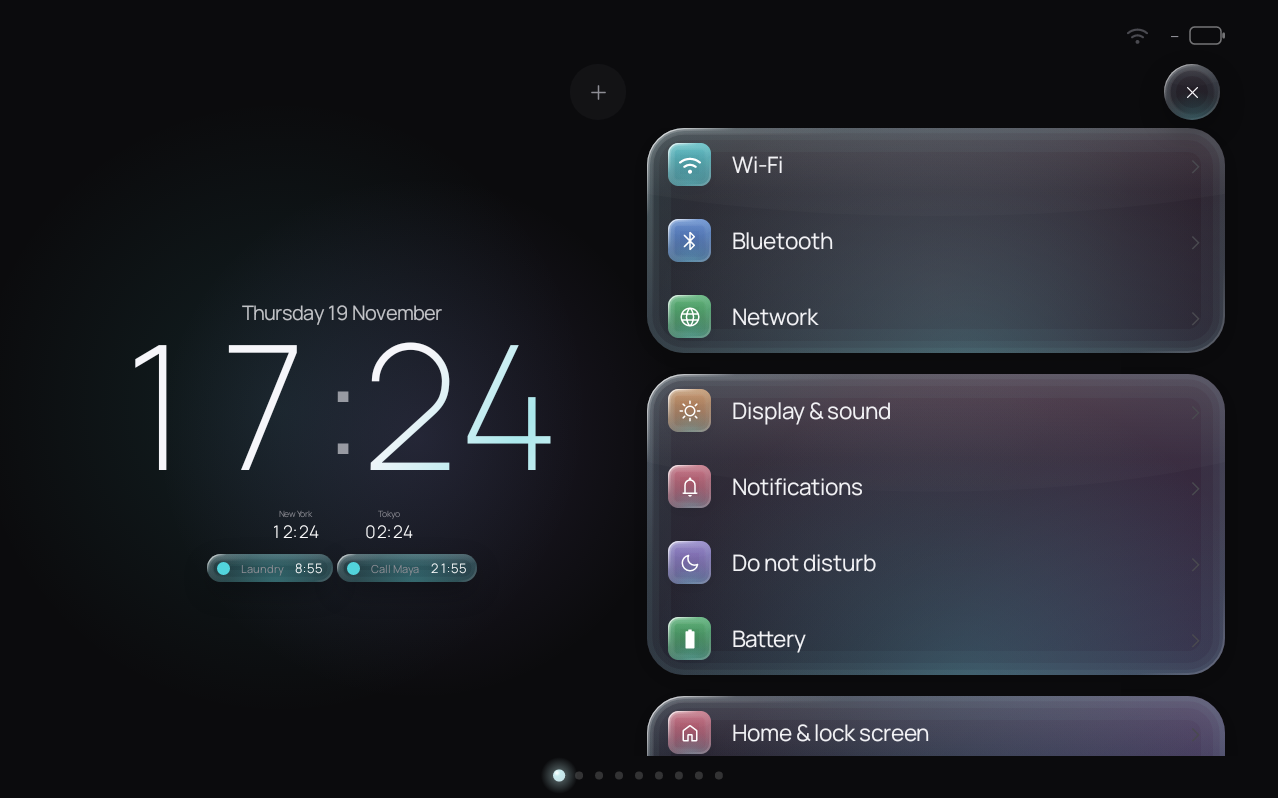 Thursday 19 November
17:24
New York
12:24
Tokyo
02:24
Laundry 8:55
Call Maya 21:55
Wi-Fi
Bluetooth
Network
Display & sound
Notifications
Do not disturb
Battery
Home & lock screen